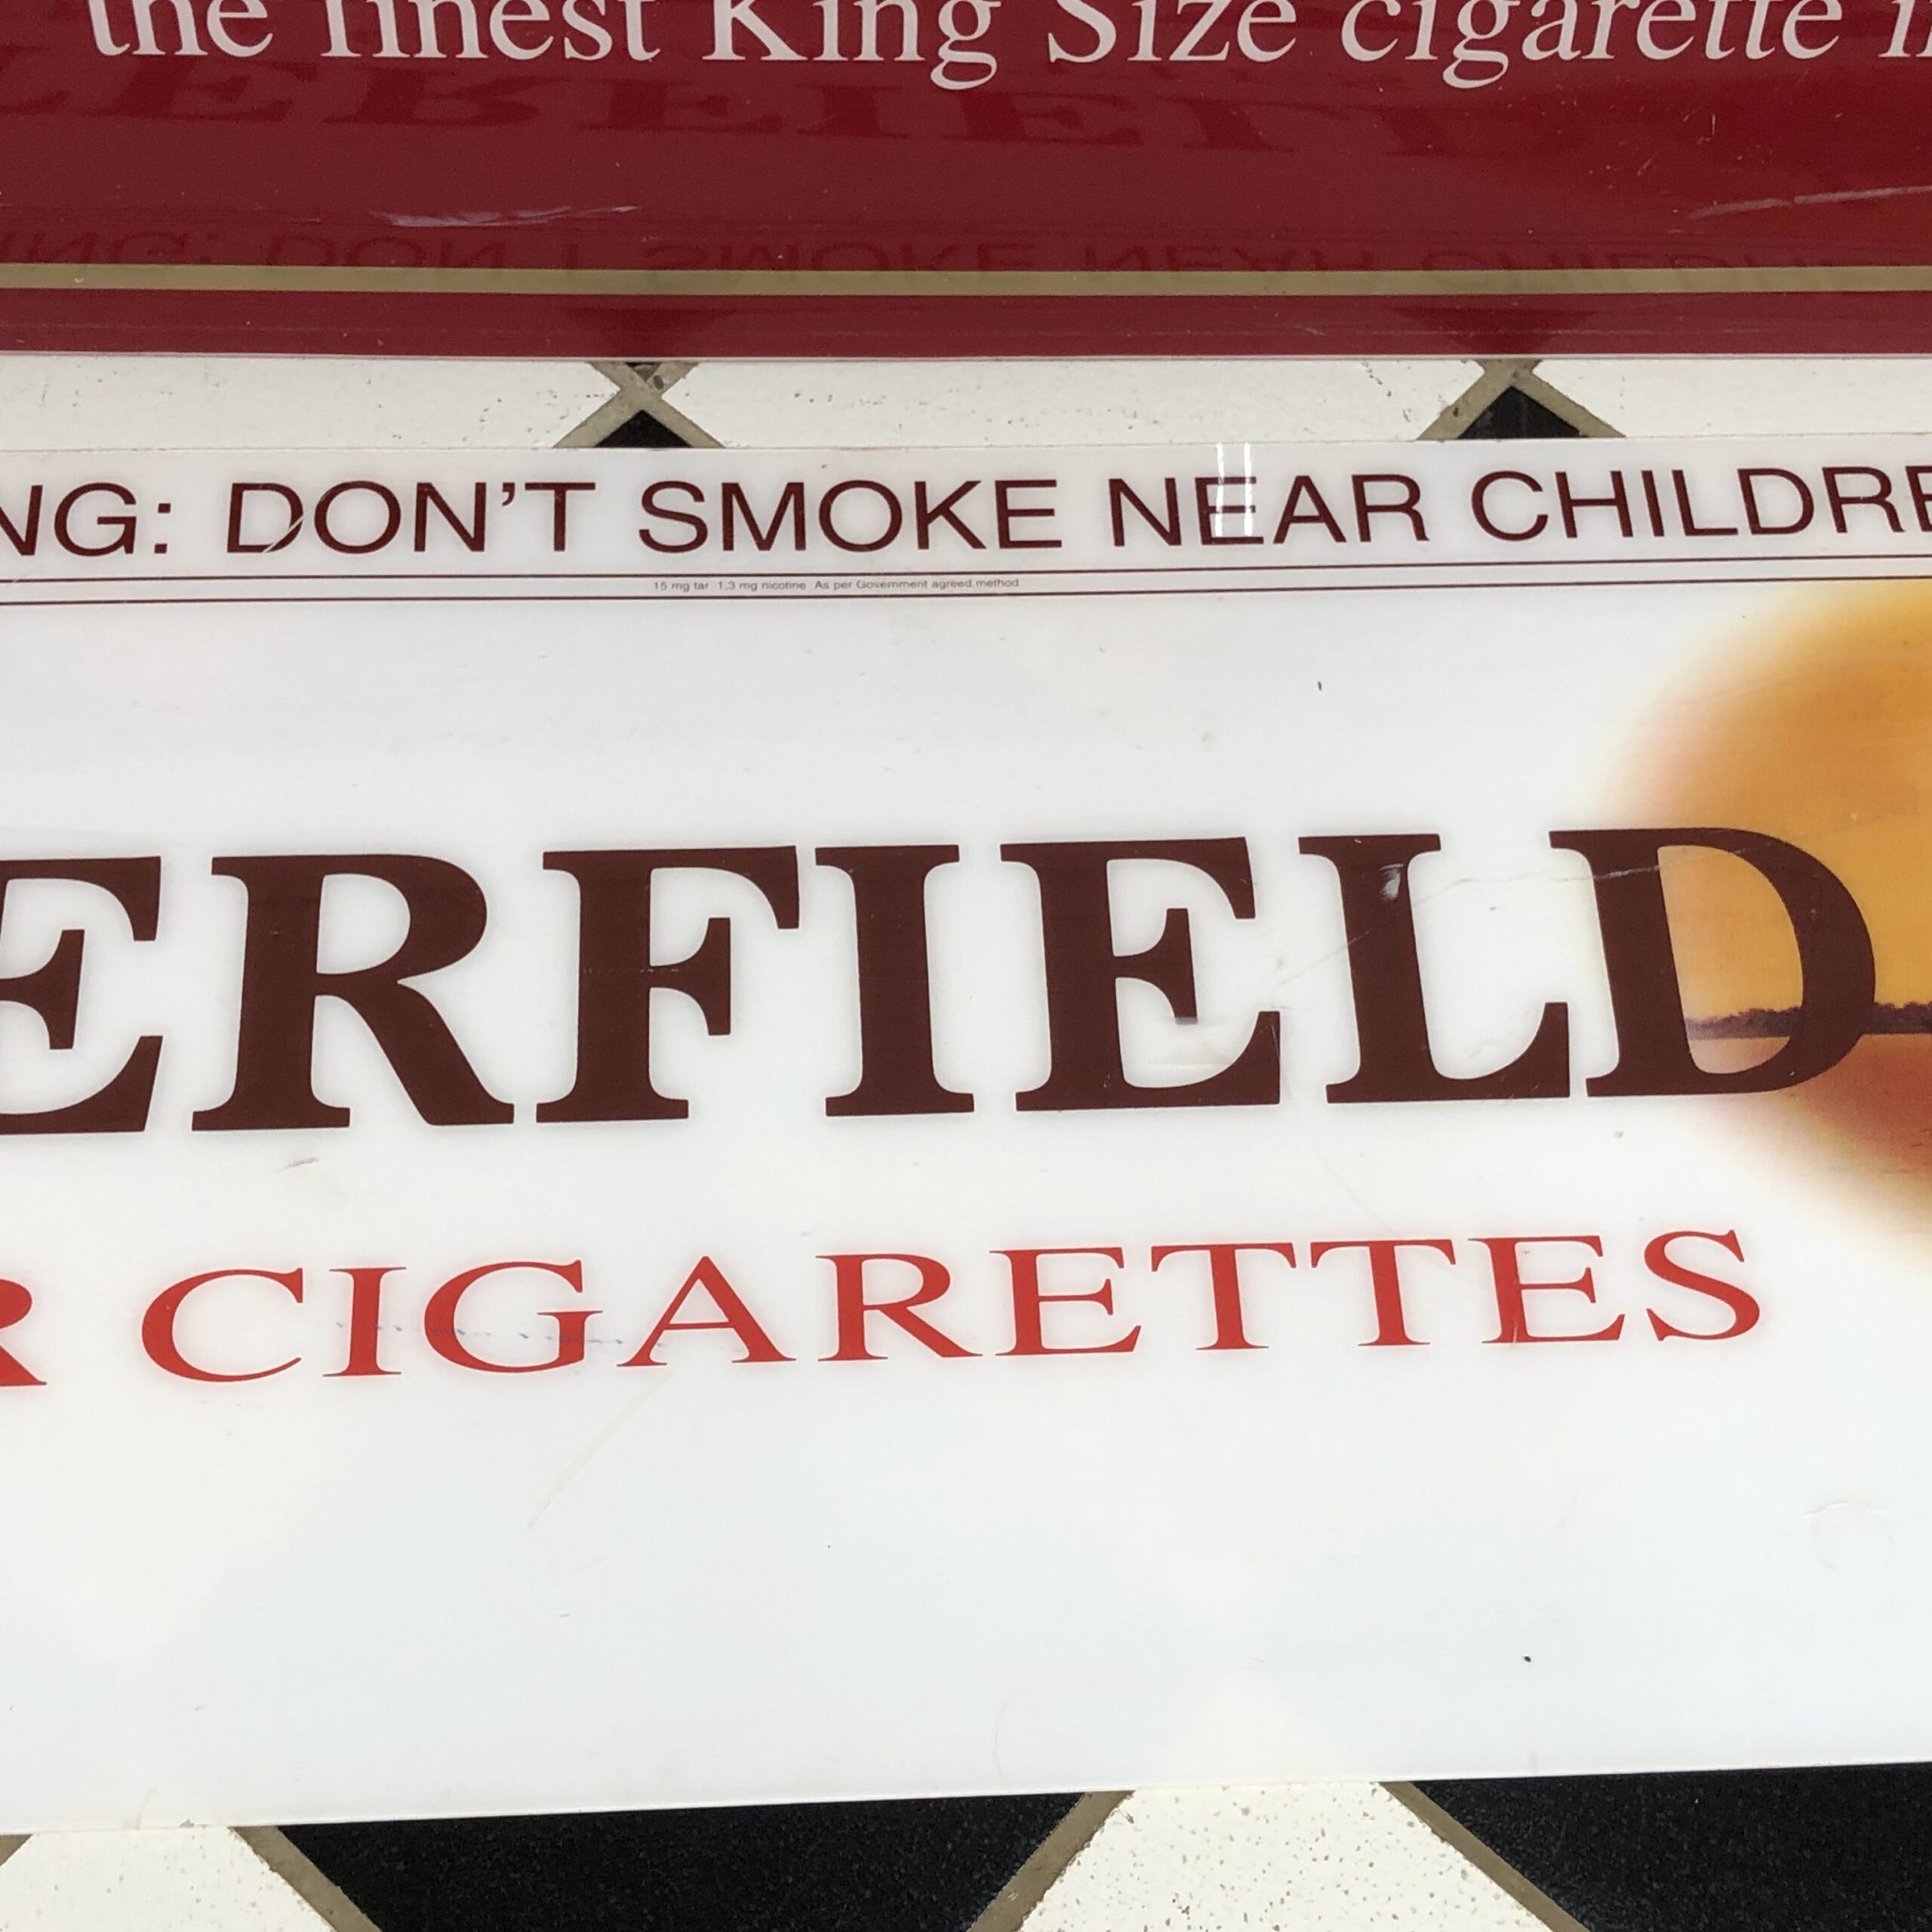 the finest King Size cigarette
NG: DON'T SMOKE NEAR CHILDRE
15 mg tar 1.3 mg nicotine As per Government agreed method
ERFIELD
R CIGARETTES